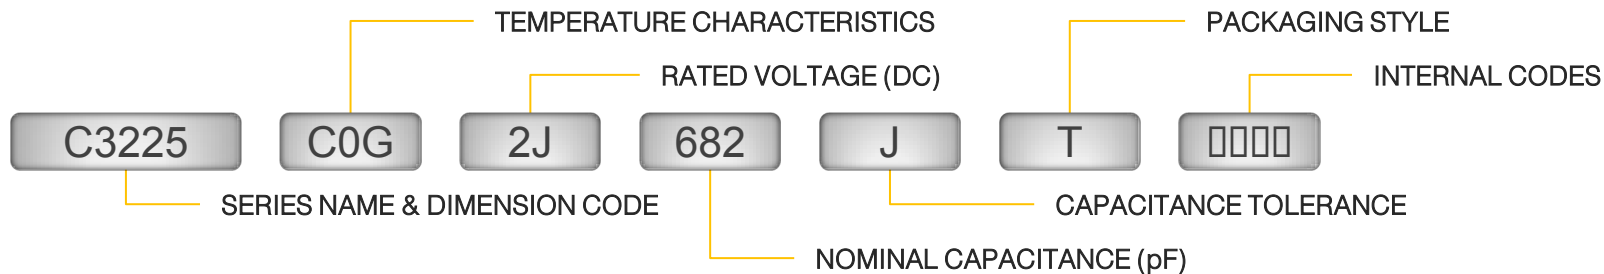 TEMPERATURE CHARACTERISTICS
PACKAGING STYLE
RATED VOLTAGE (DC)
INTERNAL CODES
C3225 C0G 2J 682 J T ▯▯▯▯
SERIES NAME & DIMENSION CODE
CAPACITANCE TOLERANCE
NOMINAL CAPACITANCE (pF)